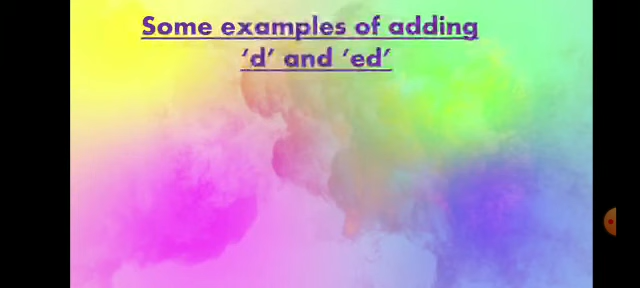 Some examples of adding
‘d’ and ‘ed’